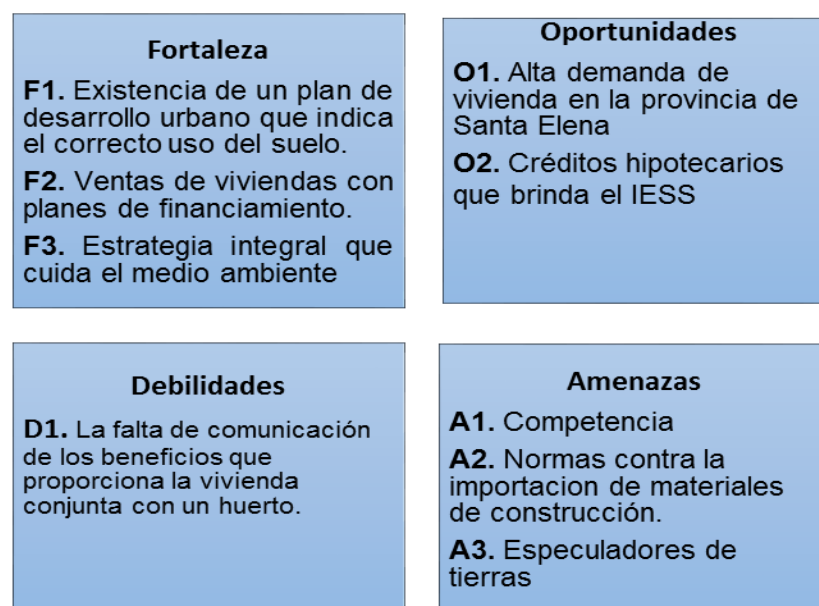 Fortaleza
F1. Existencia de un plan de
desarrollo urbano que indica
el correcto uso del suelo.
F2. Ventas de viviendas con
planes de financiamiento.
F3. Estrategia integral que
cuida el medio ambiente
Oportunidades
O1. Alta demanda de
vivienda en la provincia de
Santa Elena
O2. Créditos hipotecarios
que brinda el IESS
Debilidades
D1. La falta de comunicación
de los beneficios que
proporciona la vivienda
conjunta con un huerto.
Amenazas
A1. Competencia
A2. Normas contra la
importacion de materiales
de construcción.
A3. Especuladores de
tierras